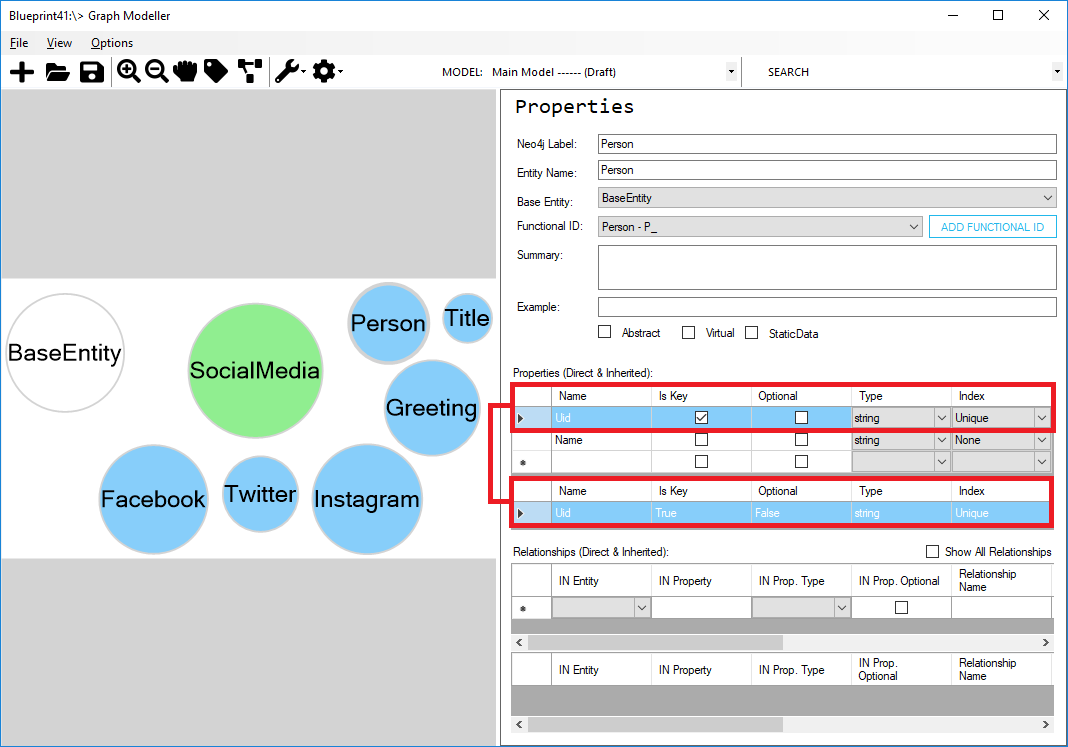 Blueprint41:\> Graph Modeller
File View Options
MODEL: Main Model ------ (Draft) SEARCH
BaseEntity
SocialMedia
Person
Title
Greeting
Facebook
Twitter
Instagram
Properties
Neo4j Label: Person
Entity Name: Person
Base Entity: BaseEntity
Functional ID: Person - P_ ADD FUNCTIONAL ID
Summary:
Example:
Abstract Virtual StaticData
Properties (Direct & Inherited):
Name Is Key Optional Type Index
Uid string Unique
Name string None
Name Is Key Optional Type Index
Uid True False string Unique
Relationships (Direct & Inherited): Show All Relationships
IN Entity IN Property IN Prop. Type IN Prop. Optional Relationship
Name
IN Entity IN Property IN Prop. Type IN Prop. Relationship
Optional Name